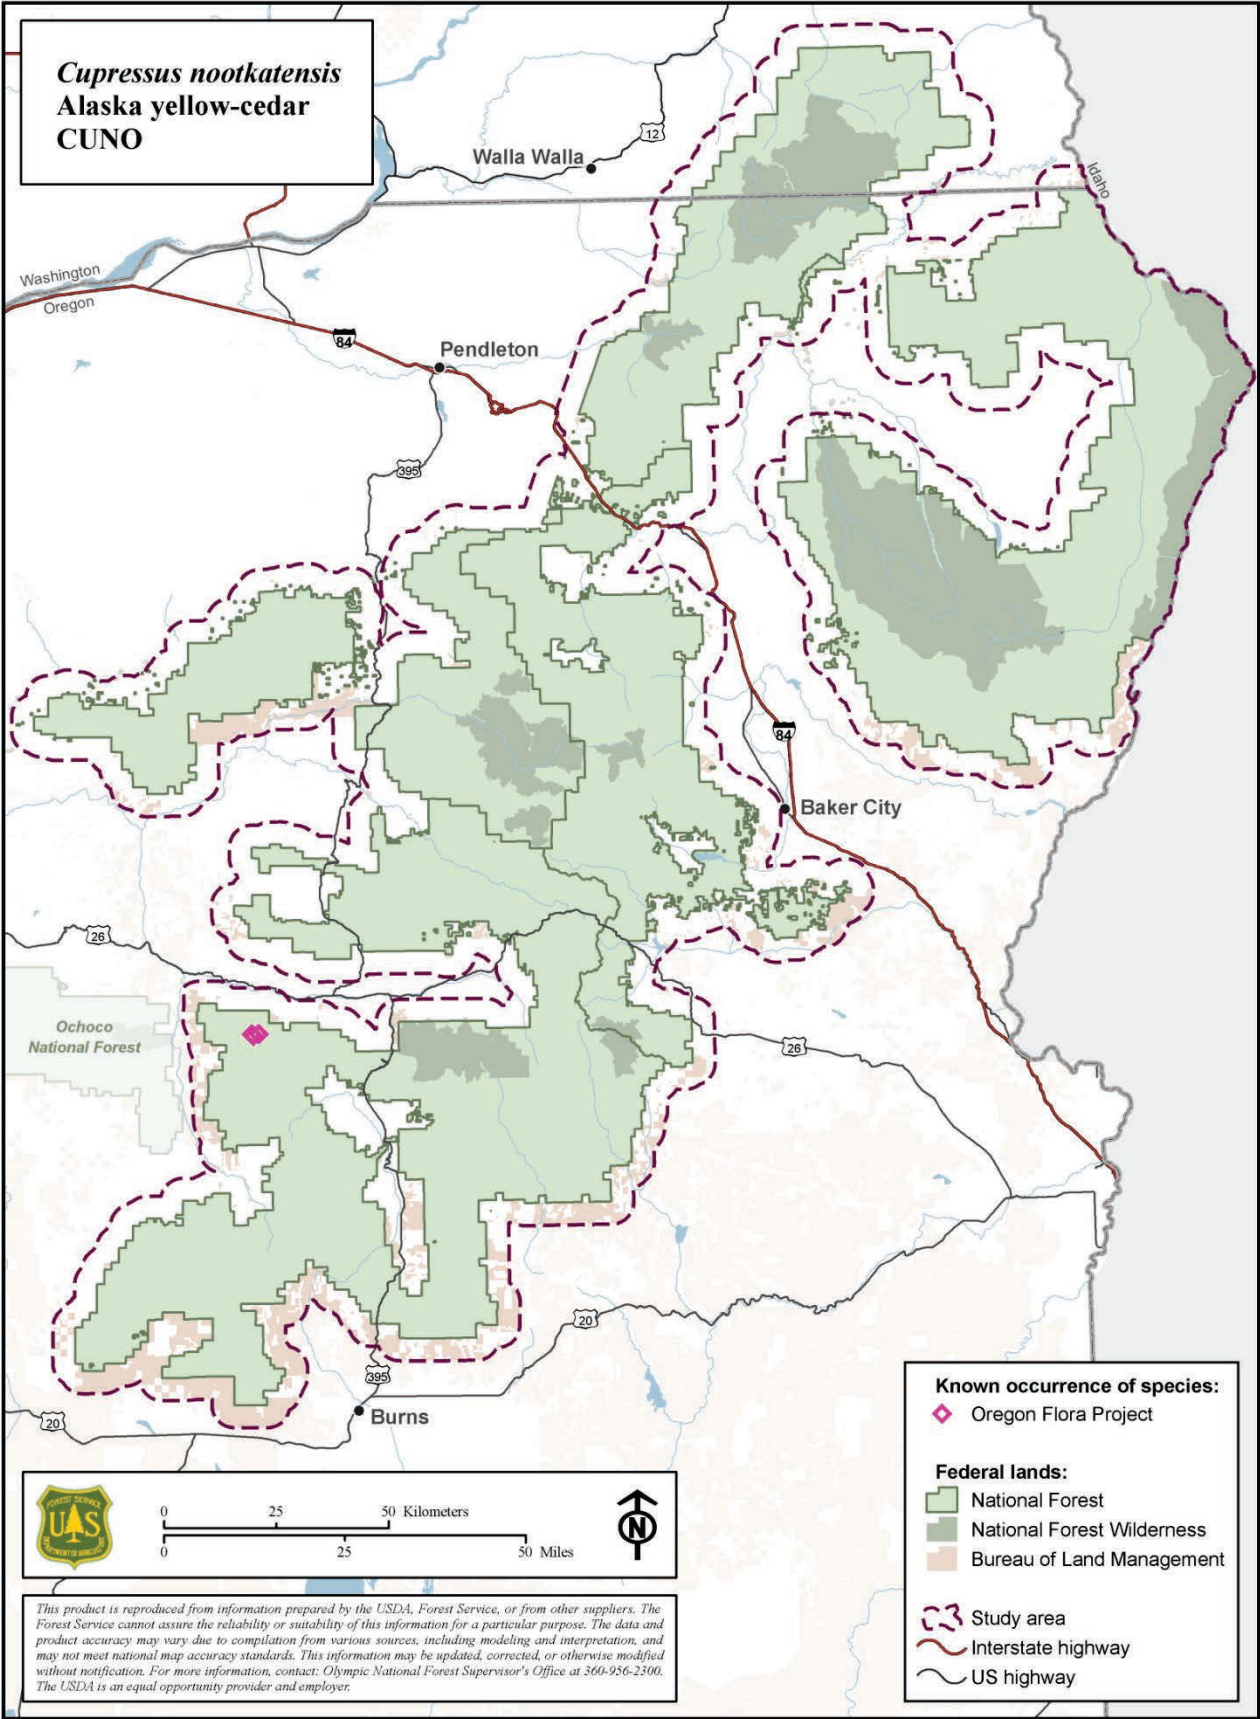 Cupressus nootkatensis
Alaska yellow-cedar
CUNO
12
Walla Walla
Idaho
Washington
Oregon
84
Pendleton
395
84
Baker City
26
Ochoco
National Forest
26
20
395
20
Burns
Known occurrence of species:
Oregon Flora Project
Federal lands:
National Forest
National Forest Wilderness
Bureau of Land Management
Study area
Interstate highway
US highway
FOREST SERVICE
UAS
DEPARTMENT OF AGRICULTURE
0 25 50 Kilometers
0 25 50 Miles
N
This product is reproduced from information prepared by the USDA, Forest Service, or from other suppliers. The
Forest Service cannot assure the reliability or suitability of this information for a particular purpose. The data and
product accuracy may vary due to compilation from various sources, including modeling and interpretation, and
may not meet national map accuracy standards. This information may be updated, corrected, or otherwise modified
without notification. For more information, contact: Olympic National Forest Supervisor's Office at 360-956-2300.
The USDA is an equal opportunity provider and employer.